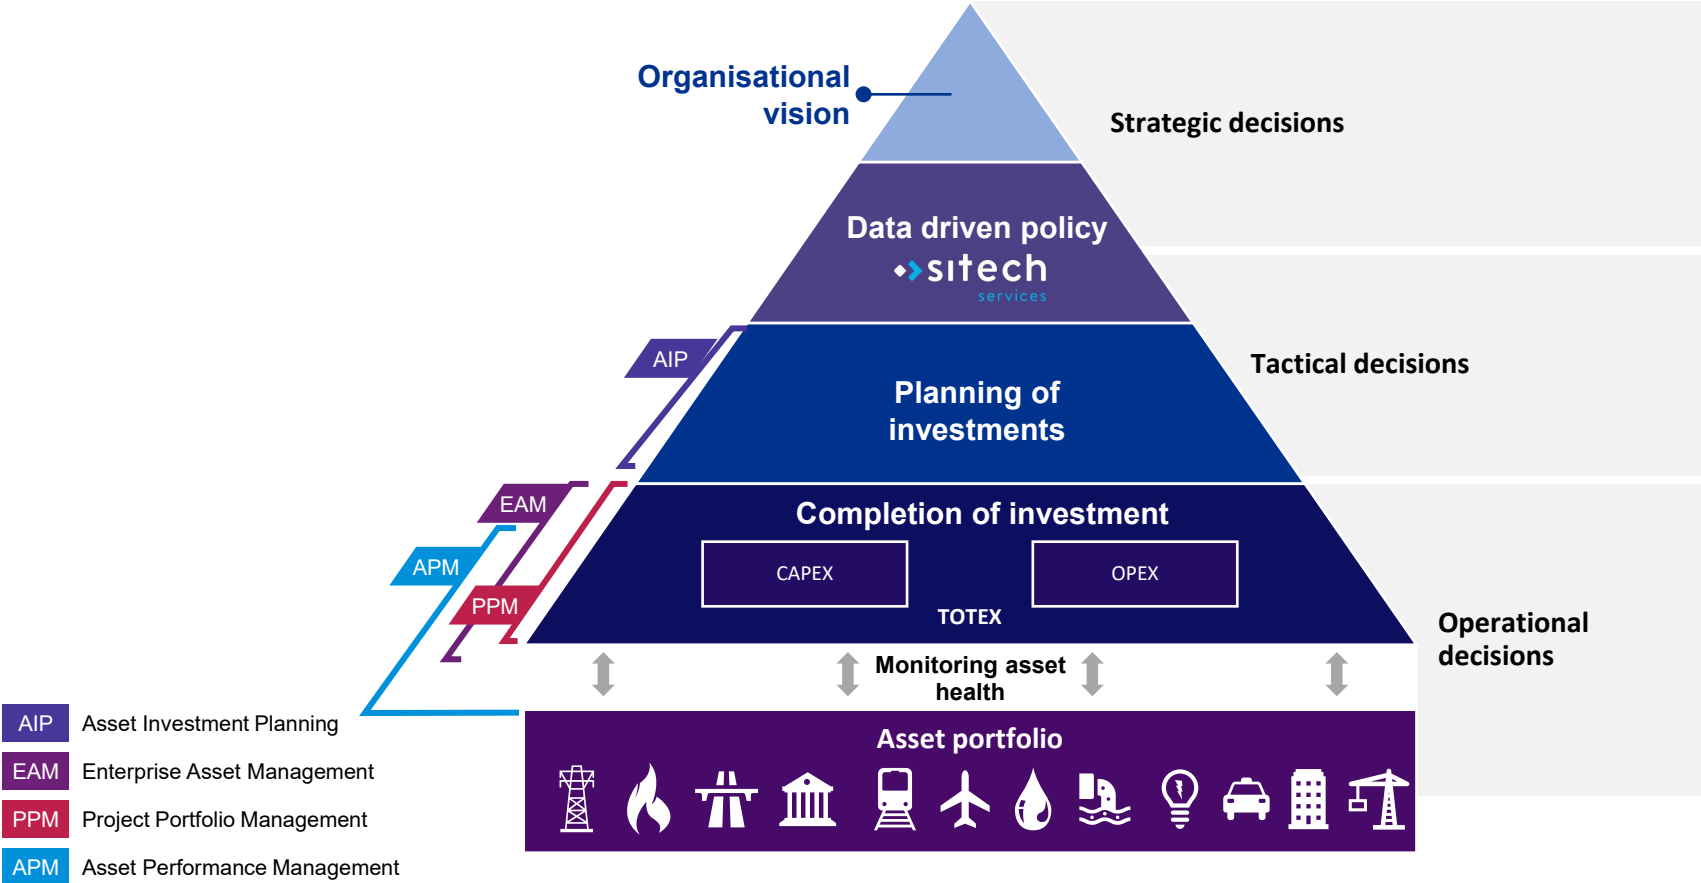 Organisational
vision
Strategic decisions
Data driven policy
sitech
services
AIP
Tactical decisions
Planning of
investments
EAM
Completion of investment
APM
CAPEX
OPEX
PPM
TOTEX
Operational
decisions
Monitoring asset
health
AIP Asset Investment Planning
Asset portfolio
EAM Enterprise Asset Management
PPM Project Portfolio Management
APM Asset Performance Management